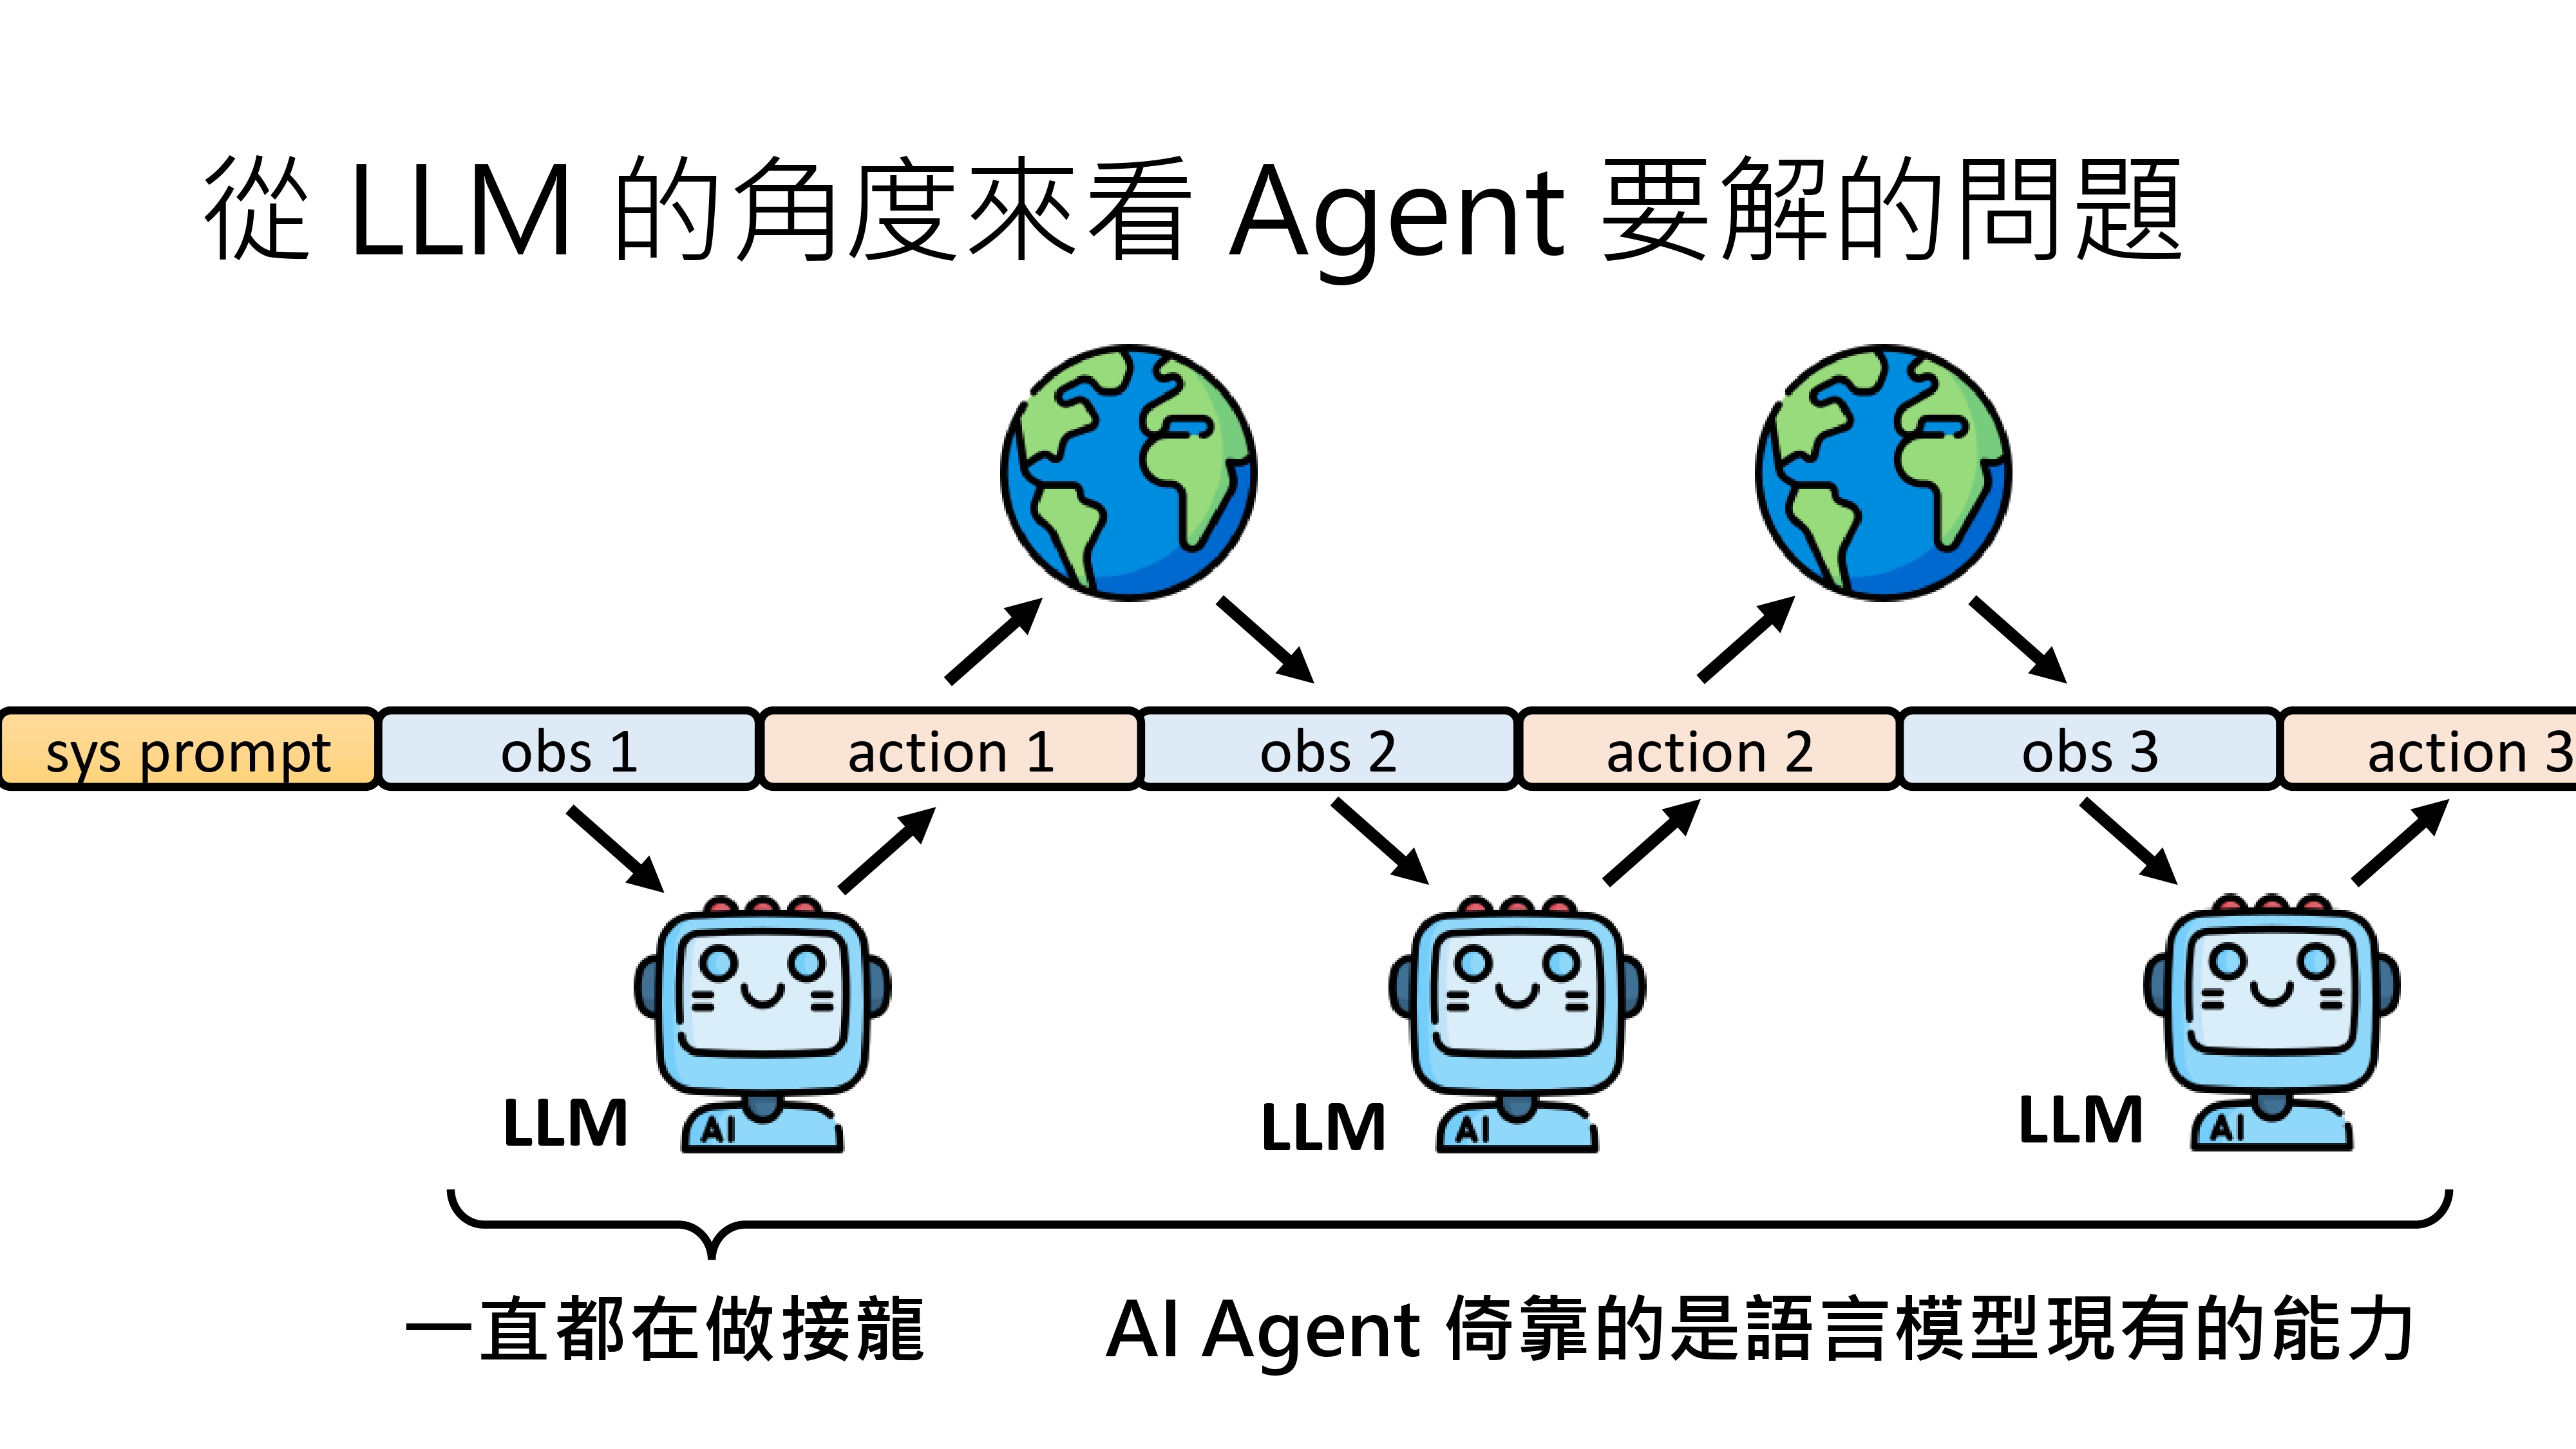 從 LLM 的角度來看 Agent 要解的問題
sys prompt
obs 1
action 1
obs 2
action 2
obs 3
action 3
LLM
AI
LLM
AI
LLM
AI
一直都在做接龍
AI Agent 倚靠的是語言模型現有的能力